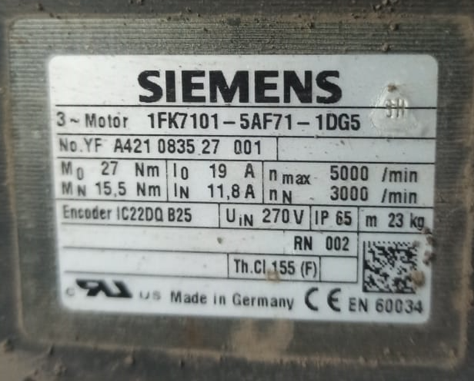 SIEMENS
3~Motor 1FK7101-5AF71-1DG5
No.YF A421 0835 27 001
M0 27 Nm I0 19 A n max 5000 /min
MN 15,5 Nm IN 11,8 A nN 3000 /min
Encoder IC22DQ B25 UIN 270 V IP 65 m 23 kg
RN 002
Th.Cl.155 (F)
c US Made in Germany CE EN 60034